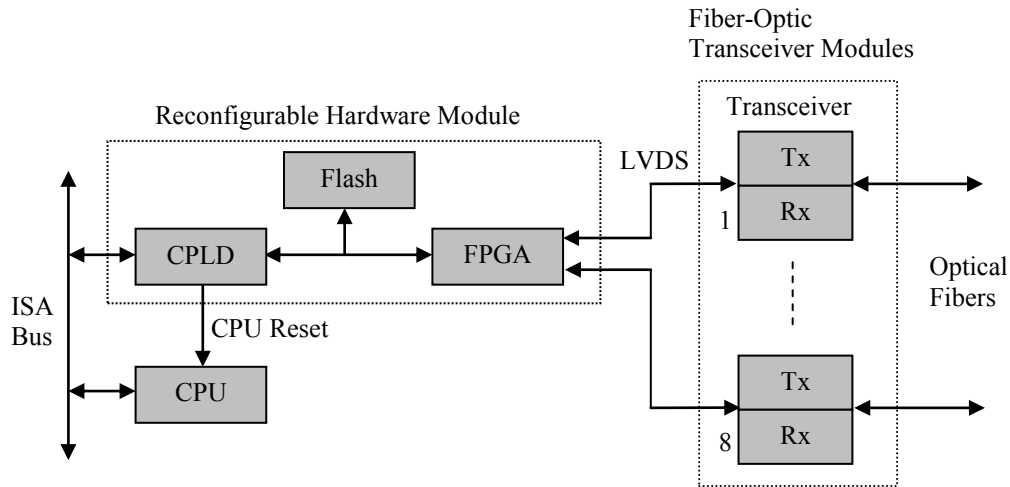 Fiber-Optic
Transceiver Modules
Reconfigurable Hardware Module
Transceiver
Flash
LVDS
Tx
Rx
1
CPLD
FPGA
ISA
Bus
CPU Reset
CPU
Optical
Fibers
Tx
Rx
8